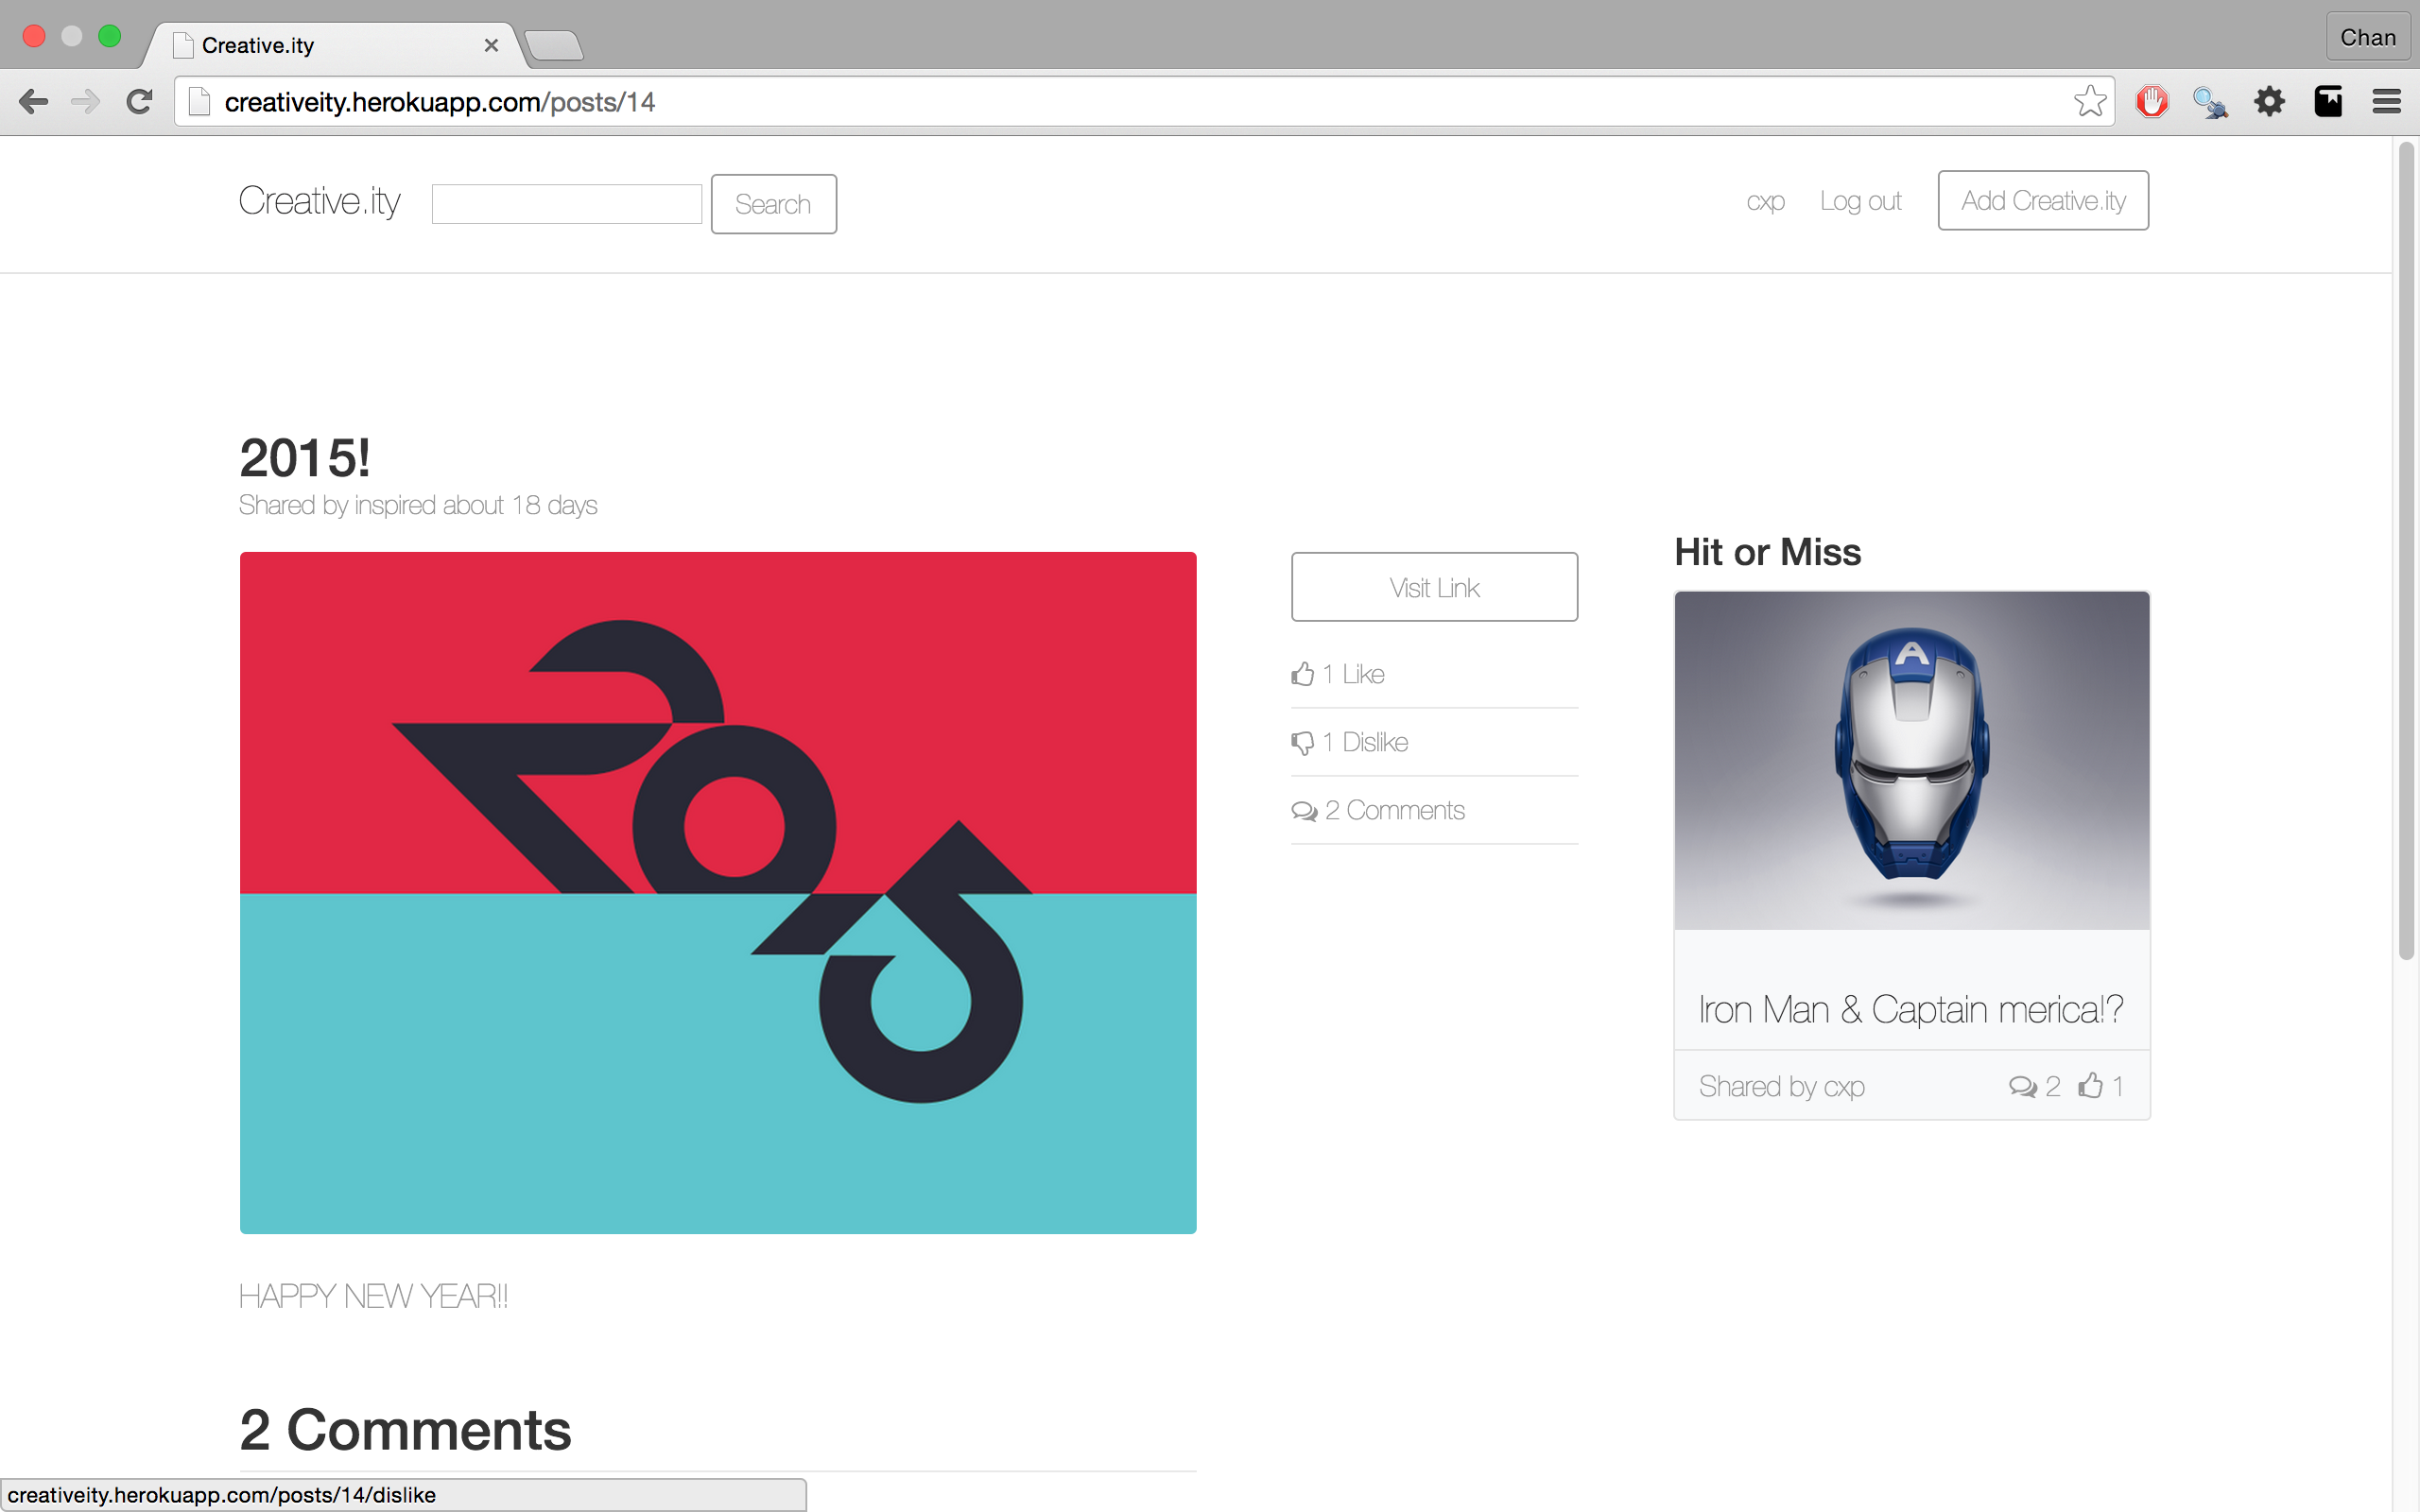 Creative.ity
Chan
creativeity.herokuapp.com/posts/14
Creative.ity
Search
cxp
Log out
Add Creative.ity
2015!
Shared by inspired about 18 days
2015
Visit Link
1 Like
1 Dislike
2 Comments
Hit or Miss
A
Iron Man & Captain merica!?
Shared by cxp
2
1
HAPPY NEW YEAR!!
2 Comments
creativeity.herokuapp.com/posts/14/dislike